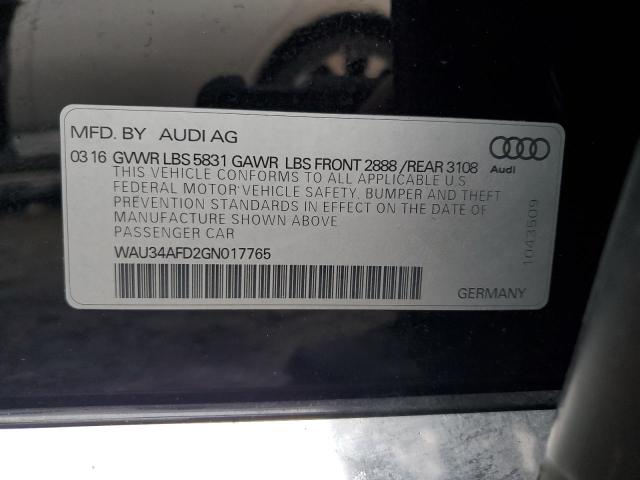 MFD. BY AUDI AG
03 16 GVWR LBS 5831 GAWR LBS FRONT 2888 /REAR 3108
Audi
THIS VEHICLE CONFORMS TO ALL APPLICABLE U.S.
FEDERAL MOTOR VEHICLE SAFETY, BUMPER AND THEFT
PREVENTION STANDARDS IN EFFECT ON THE DATE OF
MANUFACTURE SHOWN ABOVE
PASSENGER CAR
WAU34AFD2GN017765
1043509
GERMANY